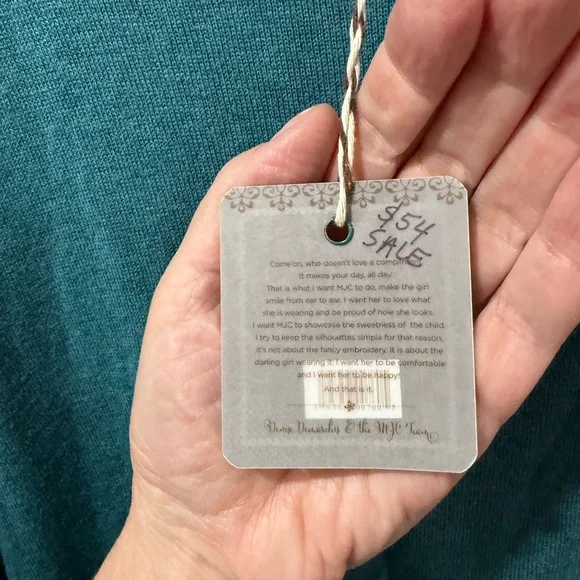 $54
SALE
Come on, who doesn't love a compliment
It makes your day, all day.
That is what I want MJC to do, make the girl
smile from ear to ear. I want her to love what
she is wearing and be proud of how she looks.
I want MJC to showcase the sweetness of the child.
I try to keep the silhouettes simple for that reason,
it's not about the fancy embroidery. It is about the
darling girl wearing it. I want her to be comfortable
and I want her to be happy!
And that is it.
Denise & the MJC Team